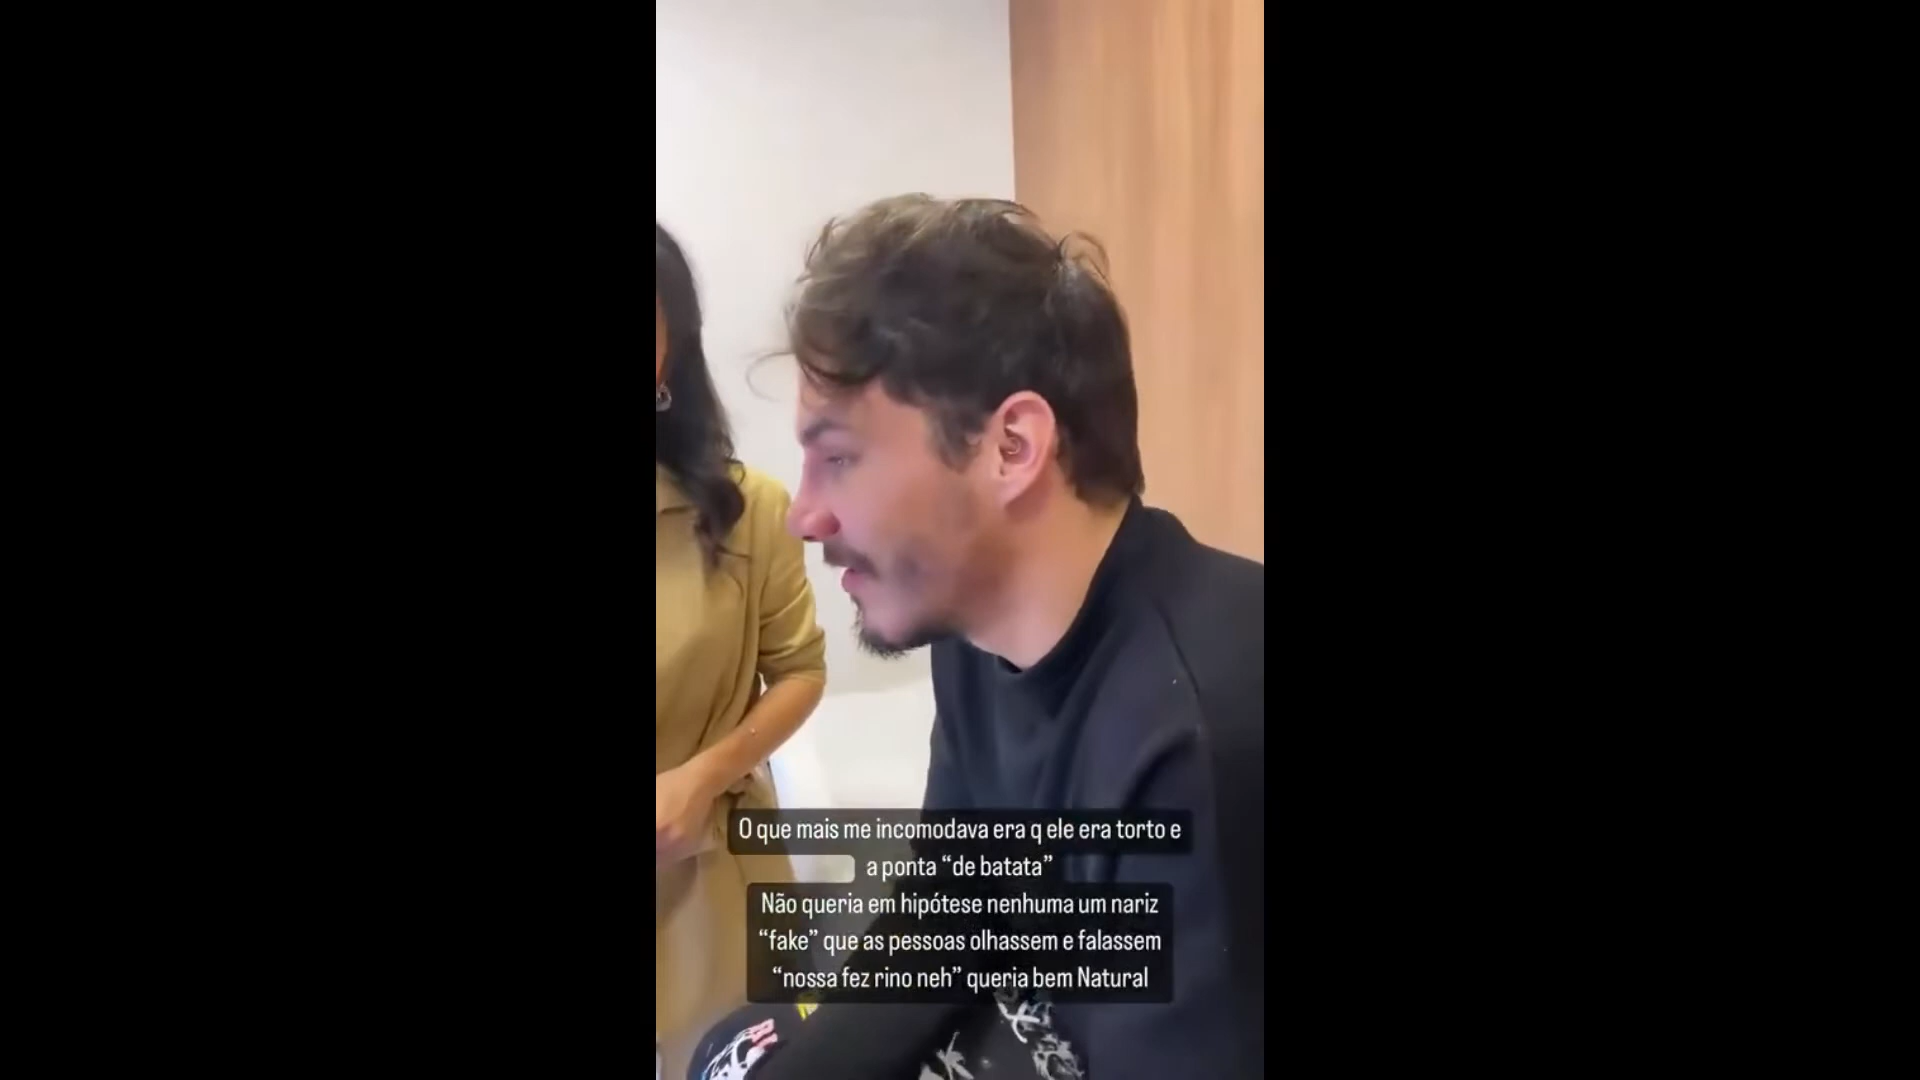 O que mais me incomodava era q ele era torto e
a ponta “de batata”
Não queria em hipótese nenhuma um nariz
“fake” que as pessoas olhassem e falassem
“nossa fez rino neh” queria bem Natural